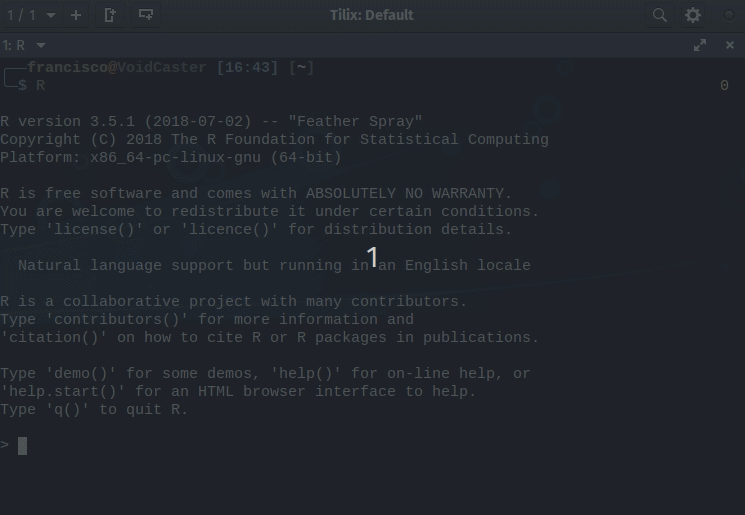 1 / 1
Tilix: Default
1: R
francisco@VoidCaster [16:43] [~]
$ R
0
R version 3.5.1 (2018-07-02) -- "Feather Spray"
Copyright (C) 2018 The R Foundation for Statistical Computing
Platform: x86_64-pc-linux-gnu (64-bit)
R is free software and comes with ABSOLUTELY NO WARRANTY.
You are welcome to redistribute it under certain conditions.
Type 'license()' or 'licence()' for distribution details.
Natural language support but running in an English locale
1
R is a collaborative project with many contributors.
Type 'contributors()' for more information and
'citation()' on how to cite R or R packages in publications.
Type 'demo()' for some demos, 'help()' for on-line help, or
'help.start()' for an HTML browser interface to help.
Type 'q()' to quit R.
>